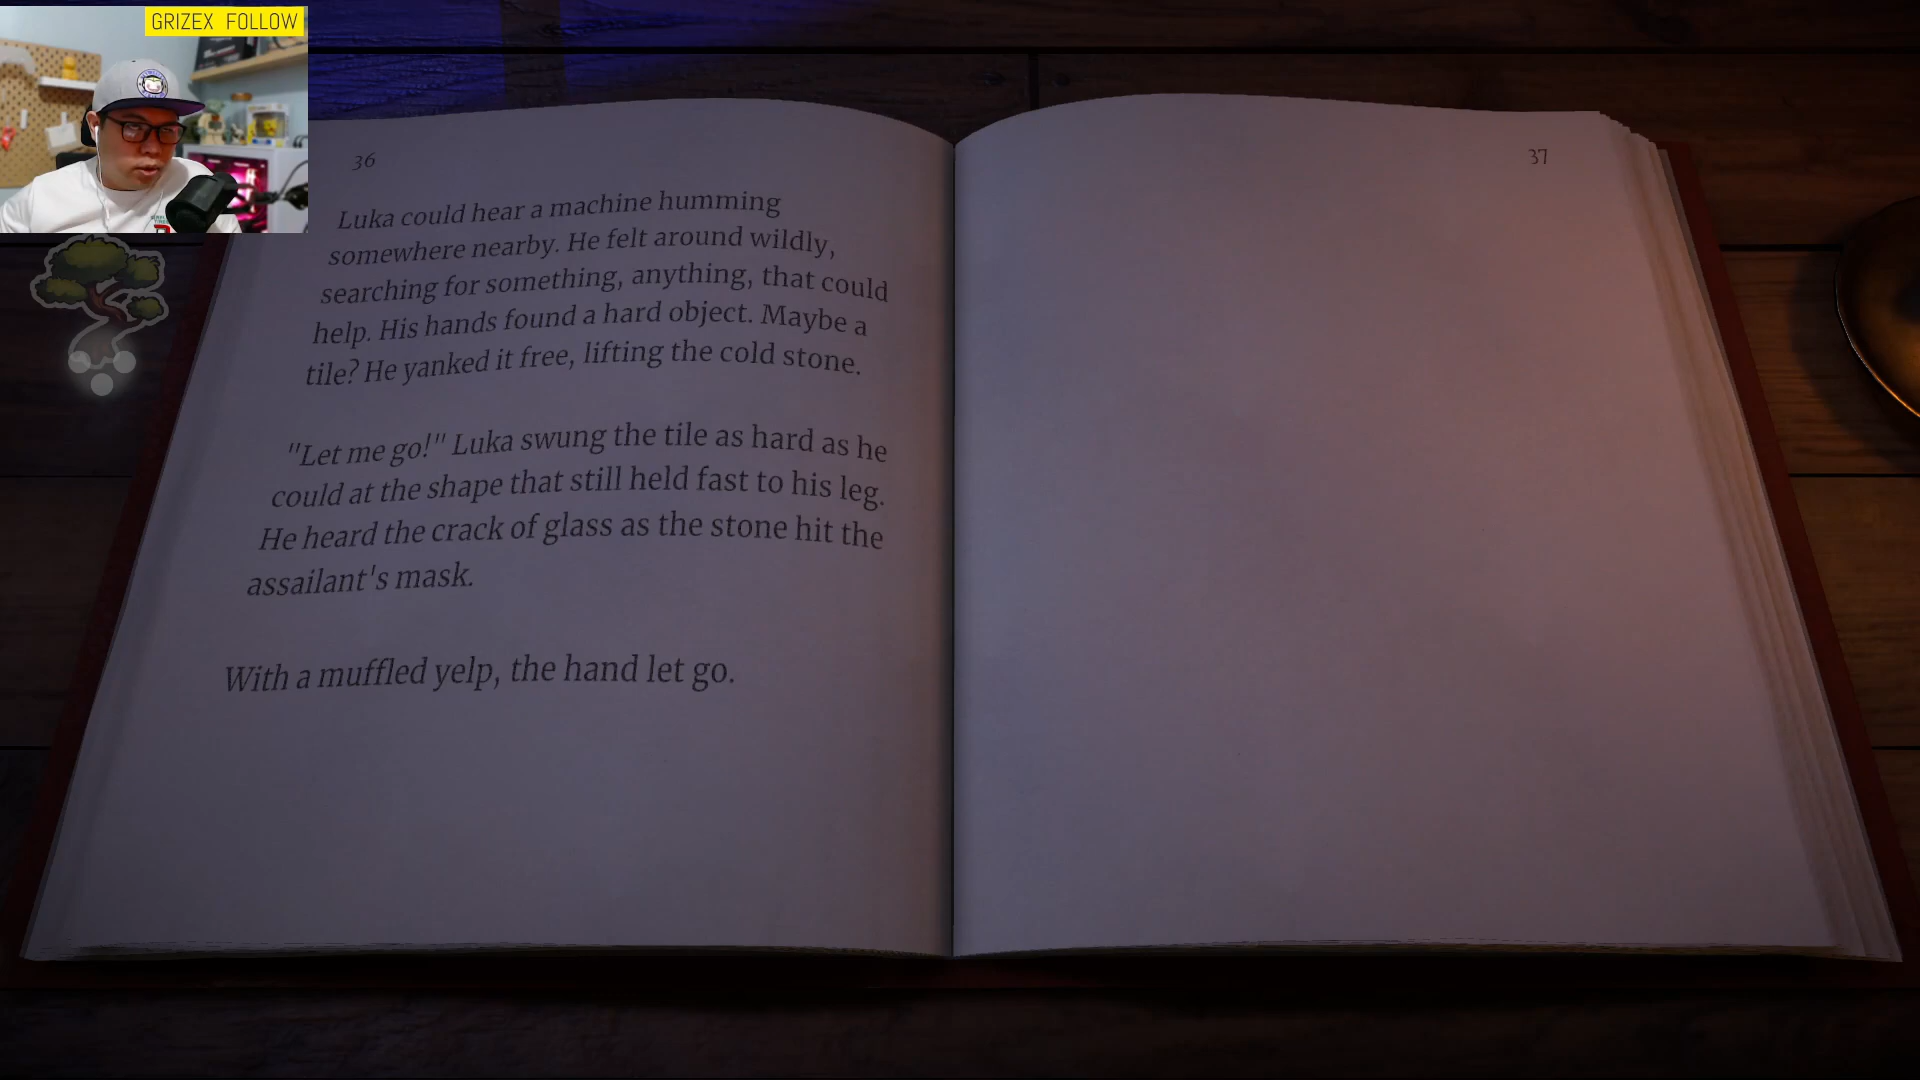 GRIZEX FOLLOW
36
Luka could hear a machine humming
somewhere nearby. He felt around wildly,
searching for something, anything, that could
help. His hands found a hard object. Maybe a
tile? He yanked it free, lifting the cold stone.
"Let me go!" Luka swung the tile as hard as he
could at the shape that still held fast to his leg.
He heard the crack of glass as the stone hit the
assailant's mask.
With a muffled yelp, the hand let go.
37